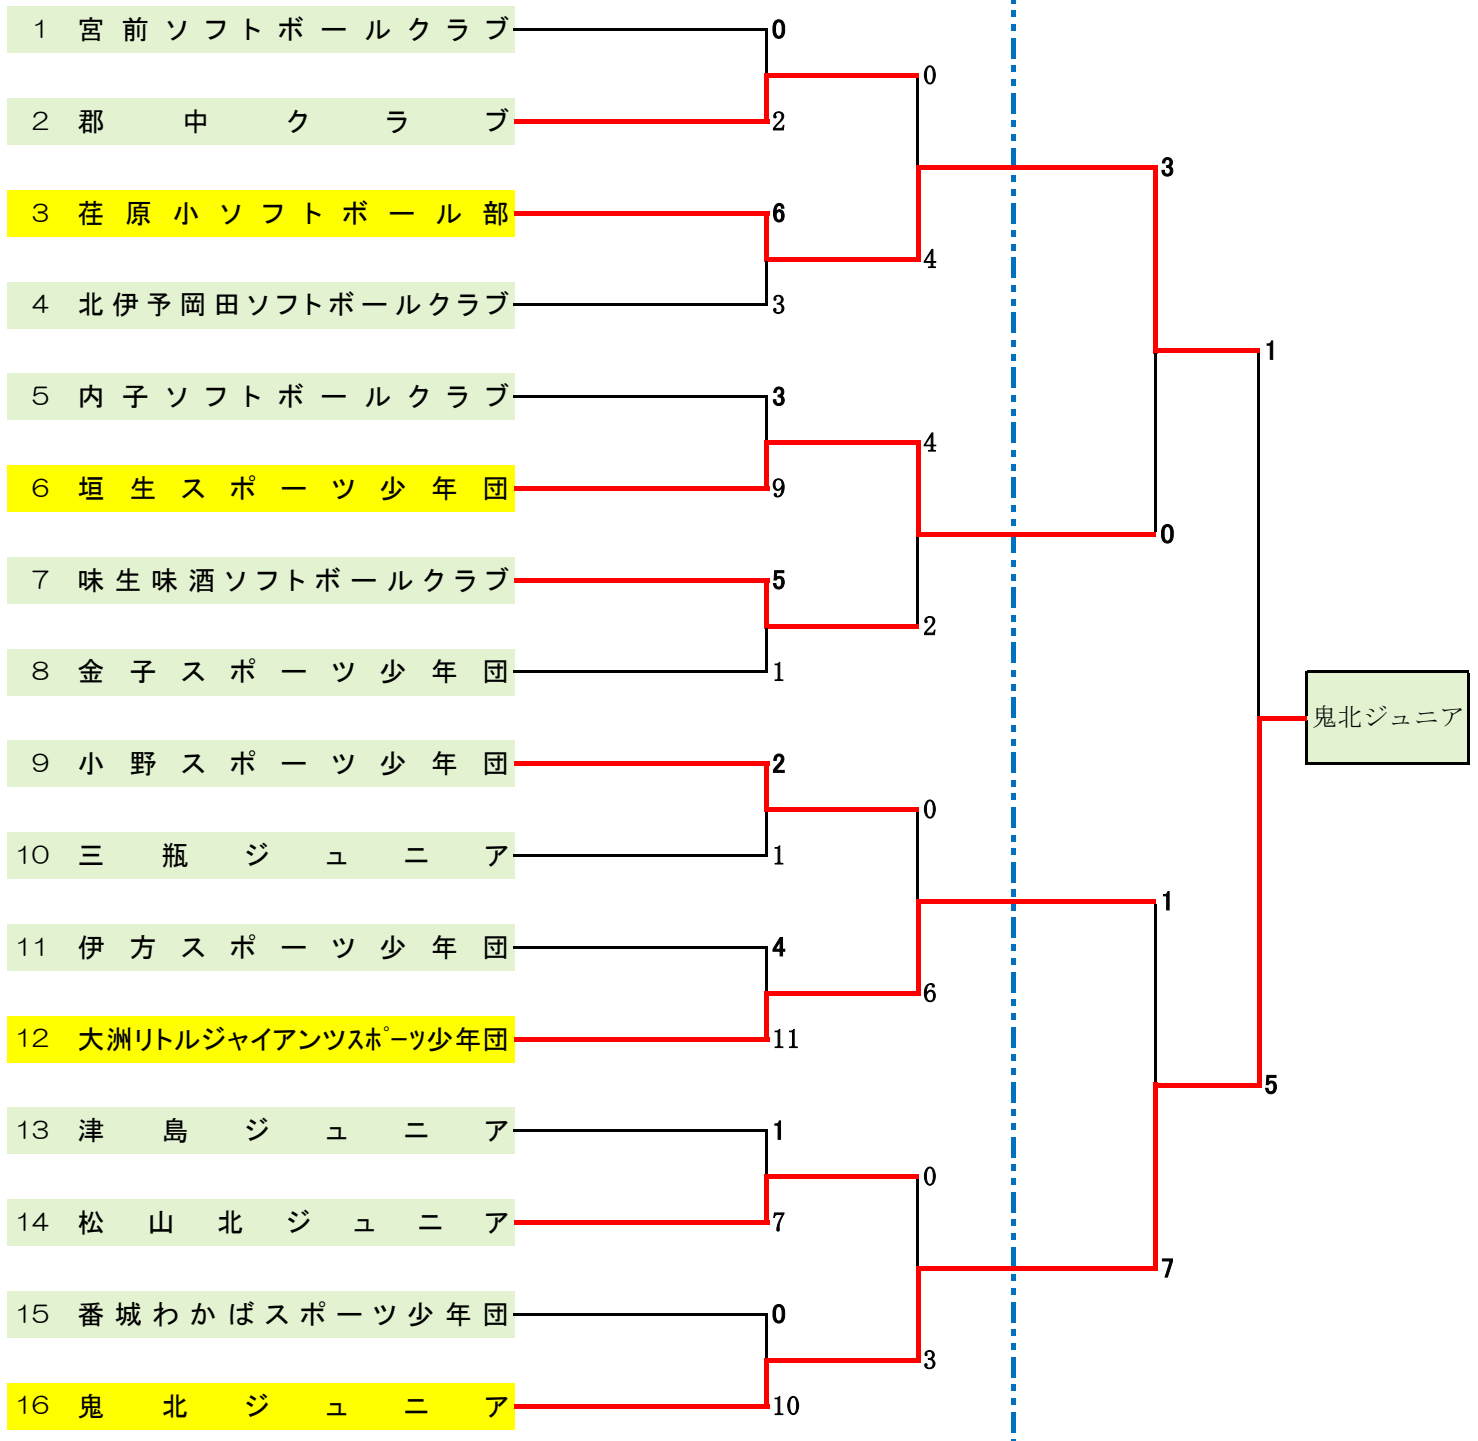 1 宮前ソフトボールクラブ 0
0
2 郡中クラブ 2
3
3 荏原小ソフトボール部 6
4
4 北伊予岡田ソフトボールクラブ 3
1
5 内子ソフトボールクラブ 3
4
6 垣生スポーツ少年団 9
0
7 味生味酒ソフトボールクラブ 5
2
8 金子スポーツ少年団 1
鬼北ジュニア
9 小野スポーツ少年団 2
0
10 三瓶ジュニア 1
1
11 伊方スポーツ少年団 4
6
12 大洲リトルジャイアンツスポーツ少年団 11
5
13 津島ジュニア 1
0
14 松山北ジュニア 7
7
15 番城わかばスポーツ少年団 0
3
16 鬼北ジュニア 10